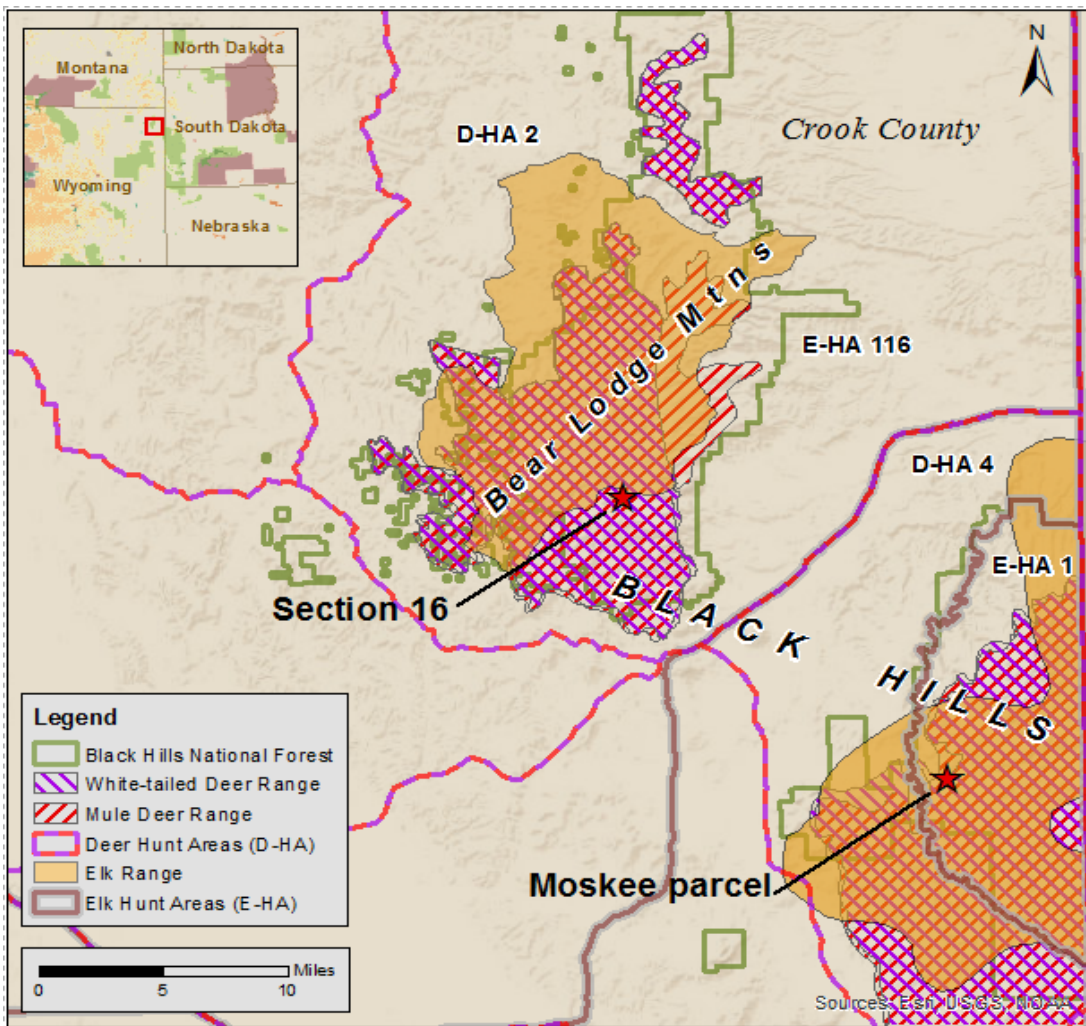 North Dakota
Montana
South Dakota
Wyoming
Nebraska
N
Crook County
D-HA 2
Bear Lodge Mtns
E-HA 116
D-HA 4
E-HA 1
Section 16
BLACK
HILLS
Moskee parcel
Legend
Black Hills National Forest
White-tailed Deer Range
Mule Deer Range
Deer Hunt Areas (D-HA)
Elk Range
Elk Hunt Areas (E-HA)
Miles
0 5 10
Sources: Esri, USGS,